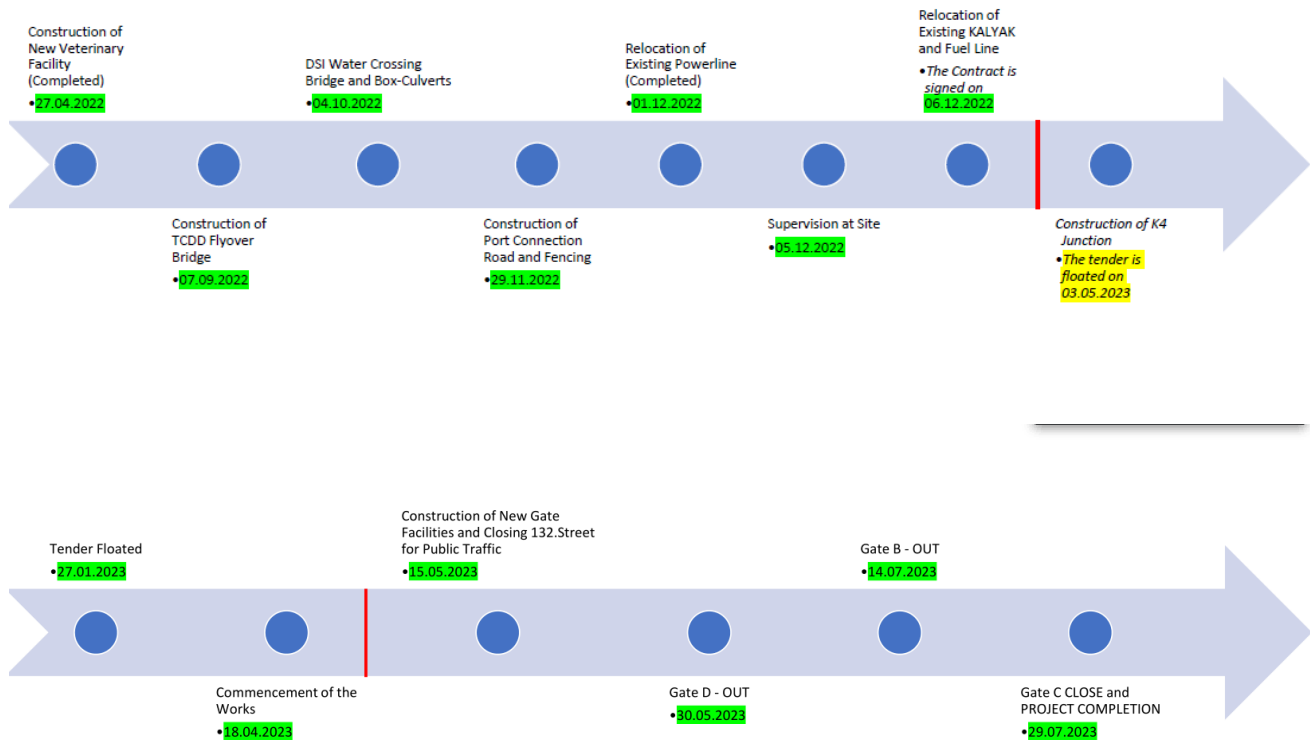 Construction of
New Veterinary
Facility
(Completed)
•27.04.2022
DSI Water Crossing
Bridge and Box-Culverts
•04.10.2022
Relocation of
Existing Powerline
(Completed)
•01.12.2022
Relocation of
Existing KALYAK
and Fuel Line
•The Contract is
signed on
06.12.2022
Construction of
TCDD Flyover
Bridge
•07.09.2022
Construction of
Port Connection
Road and Fencing
•29.11.2022
Supervision at Site
•05.12.2022
Construction of K4
Junction
•The tender is
floated on
03.05.2023
Tender Floated
•27.01.2023
Construction of New Gate
Facilities and Closing 132.Street
for Public Traffic
•15.05.2023
Gate B - OUT
•14.07.2023
Commencement of the
Works
•18.04.2023
Gate D - OUT
•30.05.2023
Gate C CLOSE and
PROJECT COMPLETION
•29.07.2023